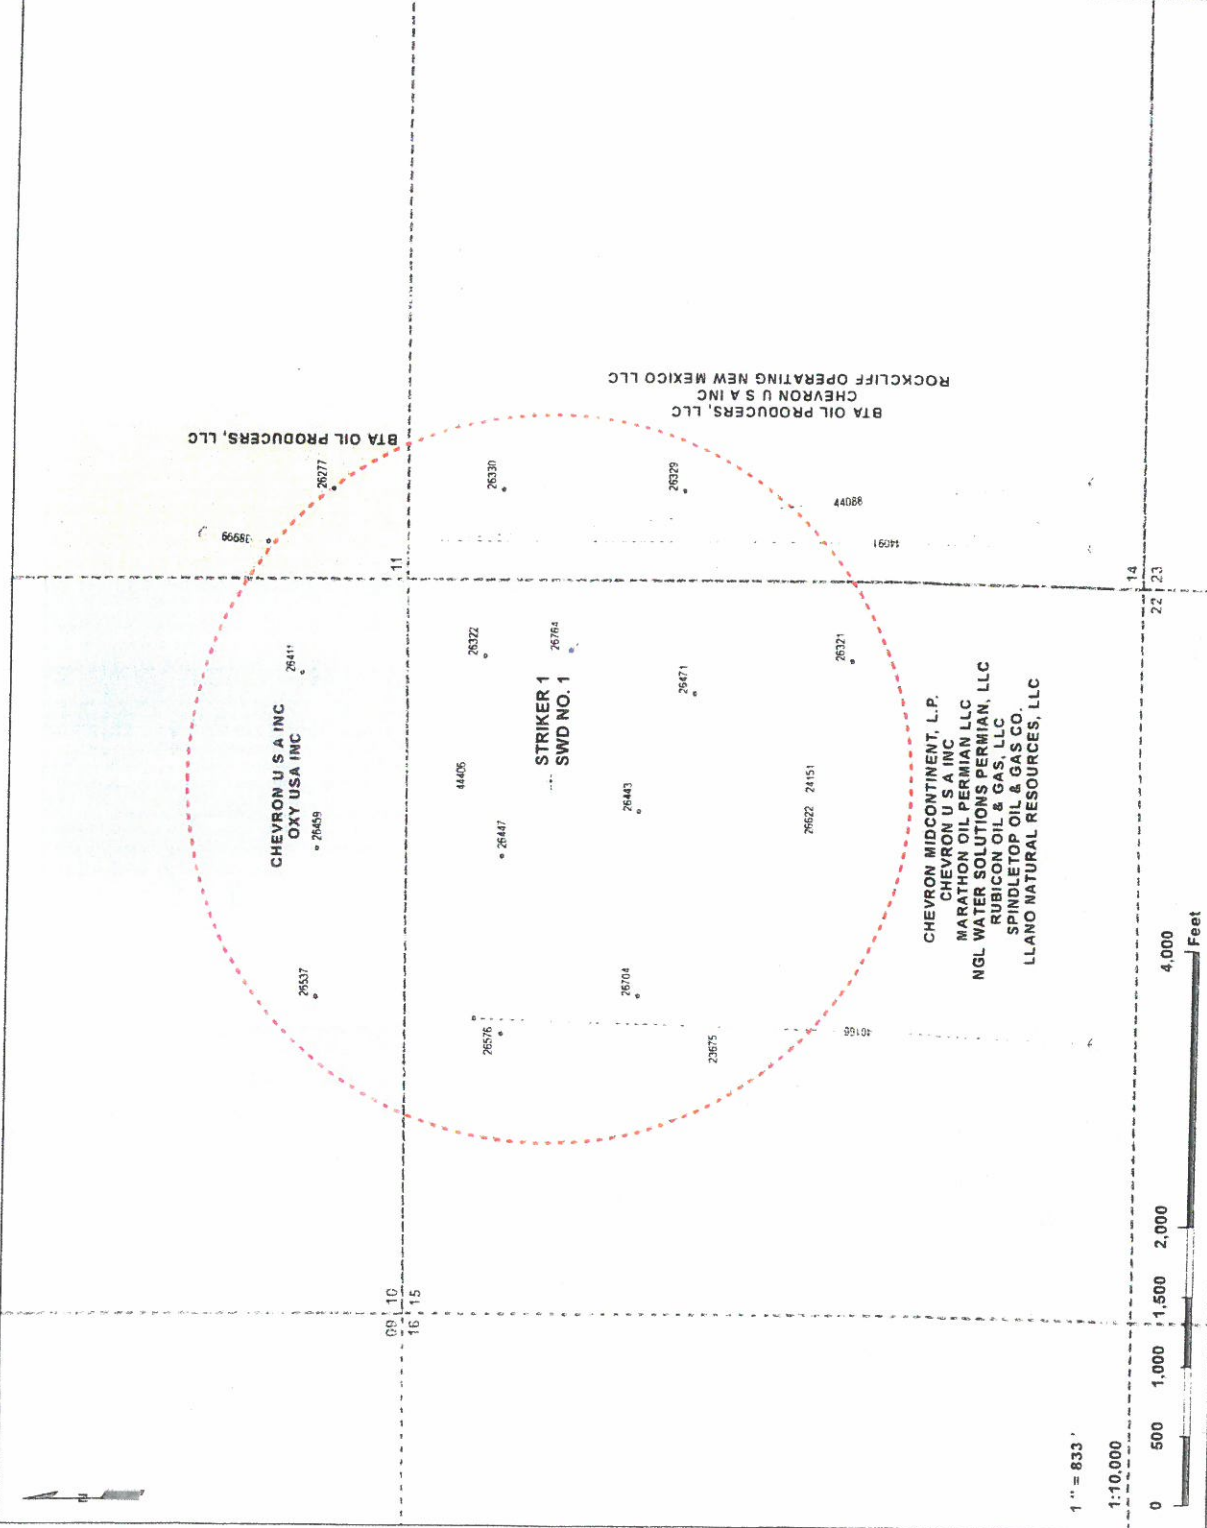 BTA OIL PRODUCERS, LLC
38999
26277
11
26411
CHEVRON U S A INC
OXY USA INC
26459
26537
09
10
16
15
26330
26329
BTA OIL PRODUCERS, LLC
CHEVRON U S A INC
ROCKCLIFF OPERATING NEW MEXICO LLC
44088
44091
26322
26764
STRIKER 1
SWD NO. 1
44406
26447
26471
26443
26321
26622
24151
26704
26576
23675
40166
CHEVRON MIDCONTINENT, L.P.
CHEVRON U S A INC
MARATHON OIL PERMIAN LLC
NGL WATER SOLUTIONS PERMIAN, LLC
RUBICON OIL & GAS, LLC
SPINDLETOP OIL & GAS CO.
LLANO NATURAL RESOURCES, LLC
14
23
22
1 " = 833 '
1:10,000
0
500
1,000
1,500
2,000
4,000
Feet